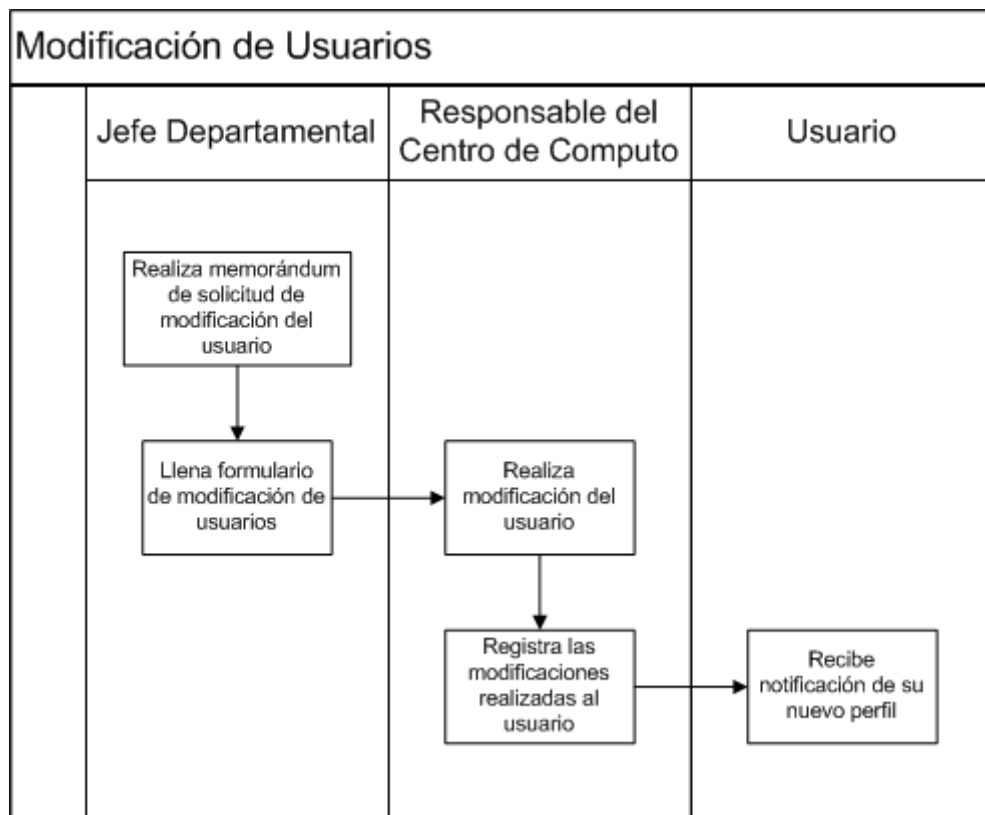 Modificación de Usuarios
Jefe Departamental
Responsable del
Centro de Computo
Usuario
Realiza memorándum
de solicitud de
modificación del
usuario
Llena formulario
de modificación de
usuarios
Realiza
modificación del
usuario
Registra las
modificaciones
realizadas al
usuario
Recibe
notificación de su
nuevo perfil